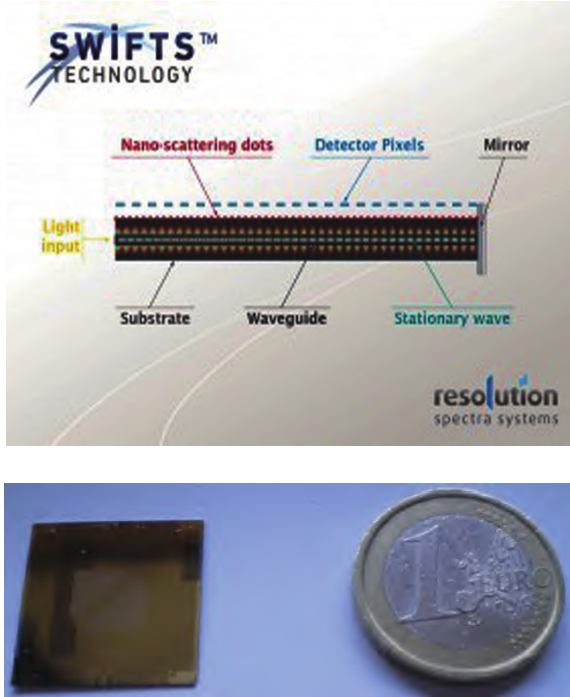 SWiFTS™
TECHNOLOGY
Nano-scattering dots
Detector Pixels
Mirror
Light
input
Substrate
Waveguide
Stationary wave
resolution
spectra systems
1
EURO